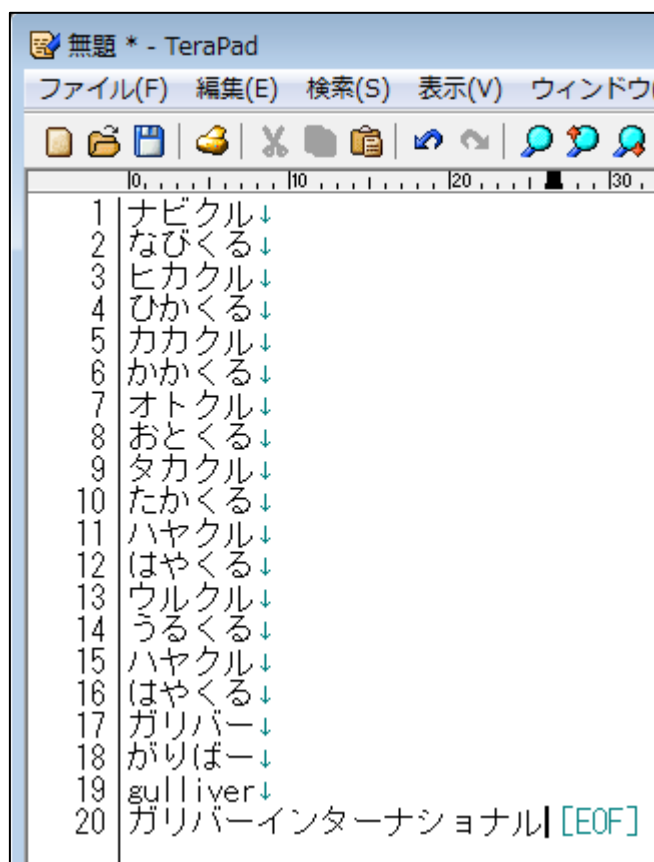 無題 * - TeraPad
ファイル(F) 編集(E) 検索(S) 表示(V) ウィンドウ(
0 10 20 30
1 ナビクル↓
2 なびくる↓
3 ヒカクル↓
4 ひかくる↓
5 カカクル↓
6 かかくる↓
7 オトクル↓
8 おとくる↓
9 タカクル↓
10 たかくる↓
11 ハヤクル↓
12 はやくる↓
13 ウルクル↓
14 うるくる↓
15 ハヤクル↓
16 はやくる↓
17 ガリバー↓
18 がりばー↓
19 gulliver↓
20 ガリバーインターナショナル[EOF]